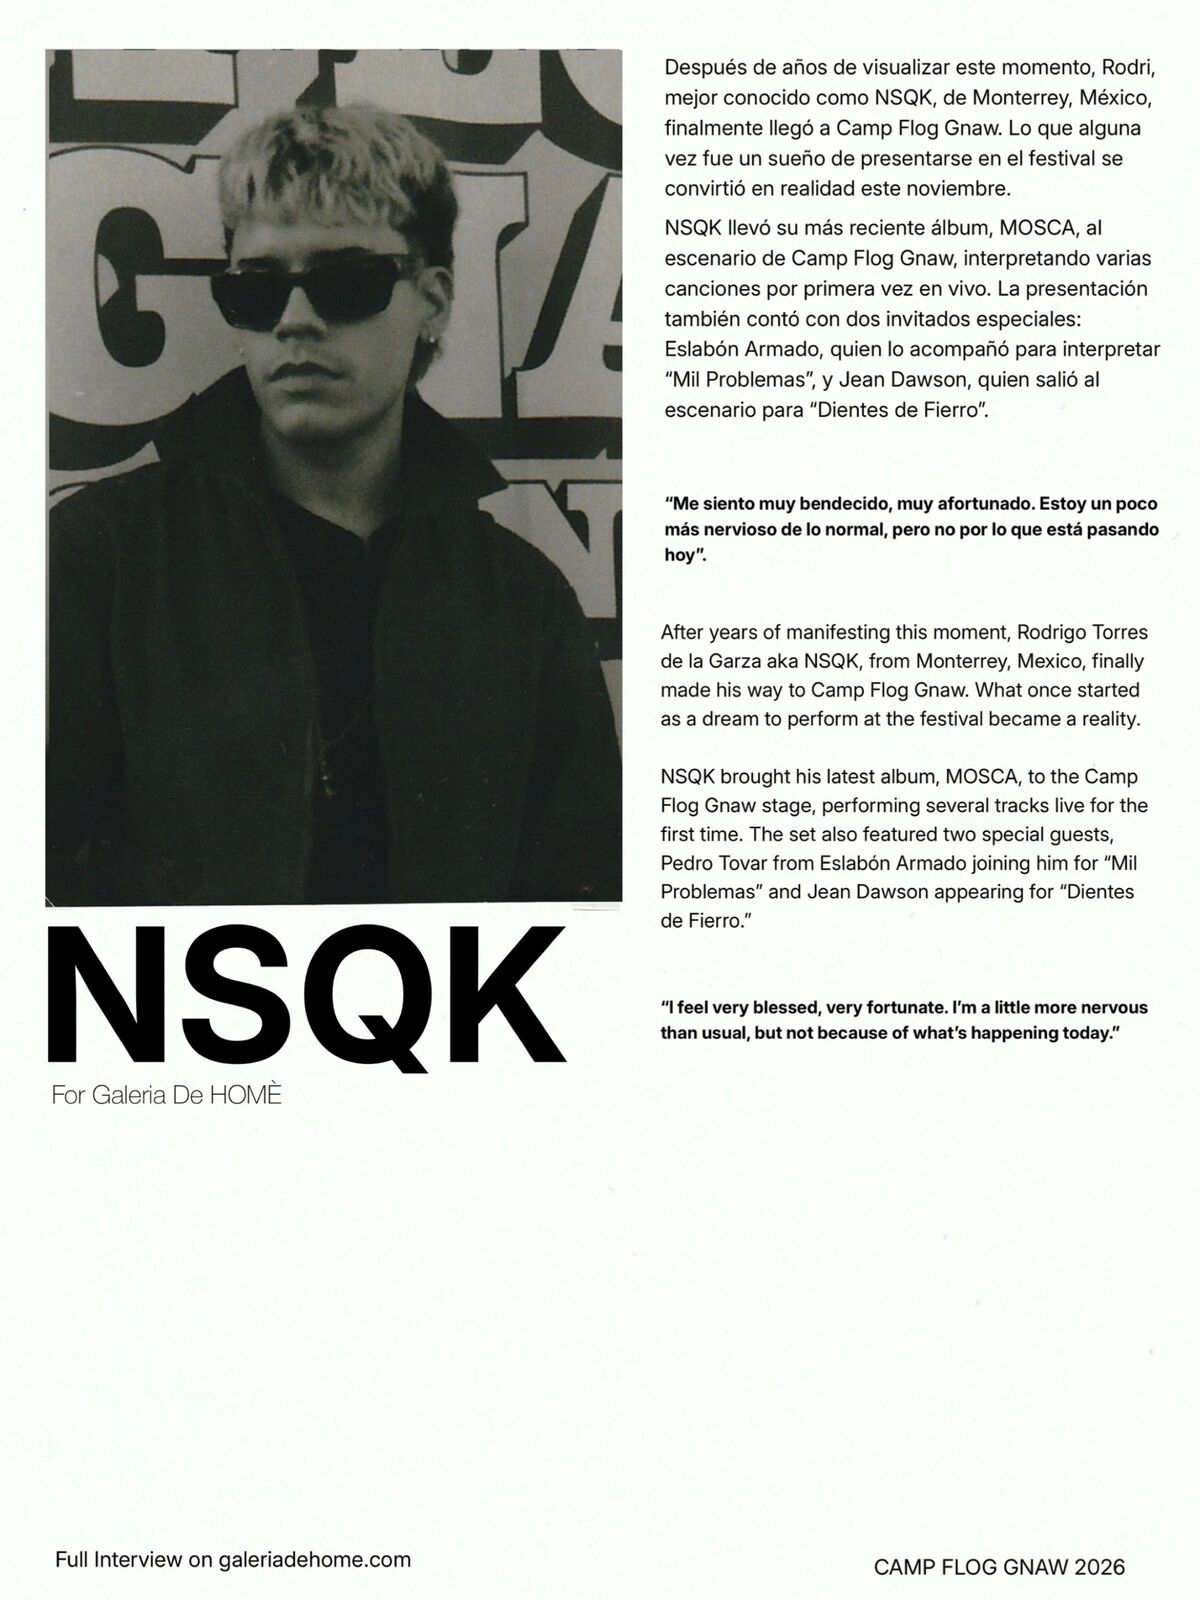 Después de años de visualizar este momento, Rodri,
mejor conocido como NSQK, de Monterrey, México,
finalmente llegó a Camp Flog Gnaw. Lo que alguna
vez fue un sueño de presentarse en el festival se
convirtió en realidad este noviembre.
NSQK llevó su más reciente álbum, MOSCA, al
escenario de Camp Flog Gnaw, interpretando varias
canciones por primera vez en vivo. La presentación
también contó con dos invitados especiales:
Eslabón Armado, quien lo acompañó para interpretar
“Mil Problemas”, y Jean Dawson, quien salió al
escenario para “Dientes de Fierro”.
“Me siento muy bendecido, muy afortunado. Estoy un poco
más nervioso de lo normal, pero no por lo que está pasando
hoy”.
After years of manifesting this moment, Rodrigo Torres
de la Garza aka NSQK, from Monterrey, Mexico, finally
made his way to Camp Flog Gnaw. What once started
as a dream to perform at the festival became a reality.
NSQK brought his latest album, MOSCA, to the Camp
Flog Gnaw stage, performing several tracks live for the
first time. The set also featured two special guests,
Pedro Tovar from Eslabón Armado joining him for “Mil
Problemas” and Jean Dawson appearing for “Dientes
de Fierro.”
“I feel very blessed, very fortunate. I’m a little more nervous
than usual, but not because of what’s happening today.”
NSQK
For Galeria De HOMÈ
Full Interview on galeriadehome.com
CAMP FLOG GNAW 2026